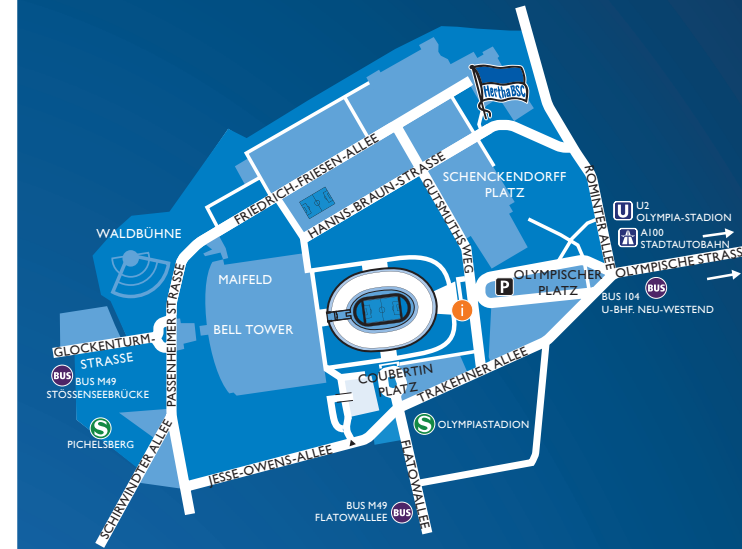 HerthaBSC
FRIEDRICH-FRIESEN-ALLEE
HANNS-BRAUN-STRASSE
GUTSMUTHSWEG
SCHENCKENDORFF
PLATZ
ROMINTER ALLEE
U
U2
OLYMPIA-STADION
A100
STADTAUTOBAHN
WALDBÜHNE
MAIFELD
BELL TOWER
PASSENHEIMER STRASSE
GLOCKENTURM-
STRASSE
P
OLYMPISCHER
PLATZ
OLYMPISCHE STRASS
BUS
BUS 104
U-BHF. NEU-WESTEND
i
BUS
BUS M49
STÖSSENSEEBRÜCKE
COUBERTIN
PLATZ
TRAKEHNER ALLEE
S
PICHELSBERG
S
OLYMPIASTADION
SCHIRWINDTER ALLEE
JESSE-OWENS-ALLEE
FLATOWALLEE
BUS M49
FLATOWALLEE
BUS